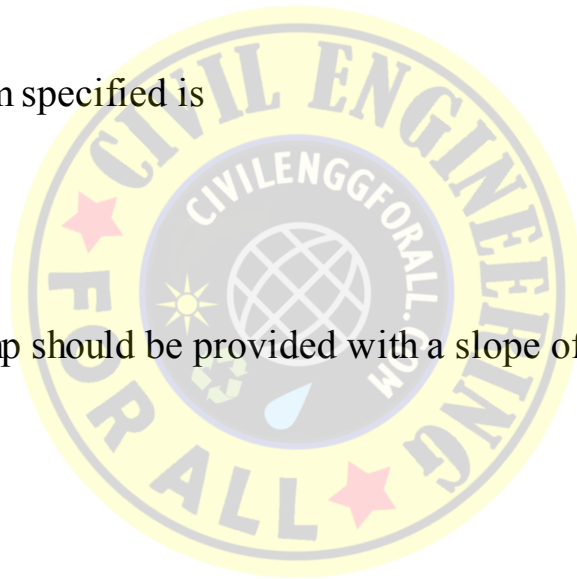 m specified is
CIVIL ENGINEERING
CIVILENGGFORALL.COM
p should be provided with a slope of
FOR ALL